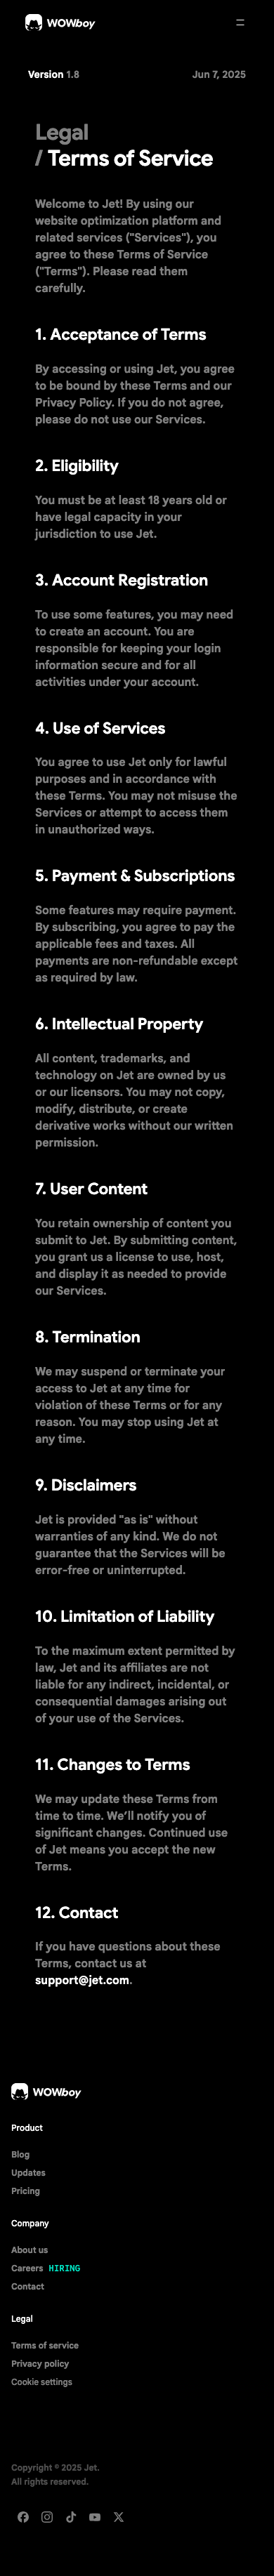 WOWboy
Version 1.8
Jun 7, 2025
Legal
/ Terms of Service
Welcome to Jet! By using our
website optimization platform and
related services ("Services"), you
agree to these Terms of Service
("Terms"). Please read them
carefully.
1. Acceptance of Terms
By accessing or using Jet, you agree
to be bound by these Terms and our
Privacy Policy. If you do not agree,
please do not use our Services.
2. Eligibility
You must be at least 18 years old or
have legal capacity in your
jurisdiction to use Jet.
3. Account Registration
To use some features, you may need
to create an account. You are
responsible for keeping your login
information secure and for all
activities under your account.
4. Use of Services
You agree to use Jet only for lawful
purposes and in accordance with
these Terms. You may not misuse the
Services or attempt to access them
in unauthorized ways.
5. Payment & Subscriptions
Some features may require payment.
By subscribing, you agree to pay the
applicable fees and taxes. All
payments are non-refundable except
as required by law.
6. Intellectual Property
All content, trademarks, and
technology on Jet are owned by us
or our licensors. You may not copy,
modify, distribute, or create
derivative works without our written
permission.
7. User Content
You retain ownership of content you
submit to Jet. By submitting content,
you grant us a license to use, host,
and display it as needed to provide
our Services.
8. Termination
We may suspend or terminate your
access to Jet at any time for
violation of these Terms or for any
reason. You may stop using Jet at
any time.
9. Disclaimers
Jet is provided "as is" without
warranties of any kind. We do not
guarantee that the Services will be
error-free or uninterrupted.
10. Limitation of Liability
To the maximum extent permitted by
law, Jet and its affiliates are not
liable for any indirect, incidental, or
consequential damages arising out
of your use of the Services.
11. Changes to Terms
We may update these Terms from
time to time. We’ll notify you of
significant changes. Continued use
of Jet means you accept the new
Terms.
12. Contact
If you have questions about these
Terms, contact us at
support@jet.com.
WOWboy
Product
Blog
Updates
Pricing
Company
About us
Careers HIRING
Contact
Legal
Terms of service
Privacy policy
Cookie settings
Copyright © 2025 Jet.
All rights reserved.